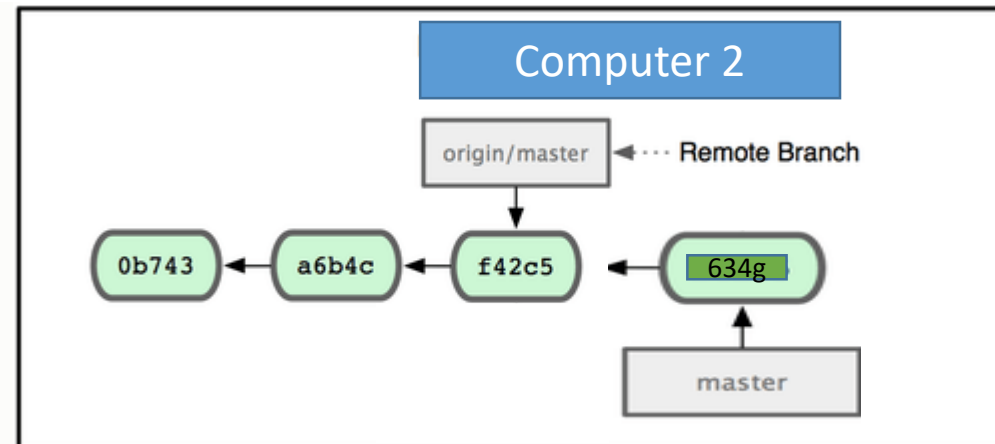 Computer 2
origin/master
Remote Branch
0b743
a6b4c
f42c5
634g
master